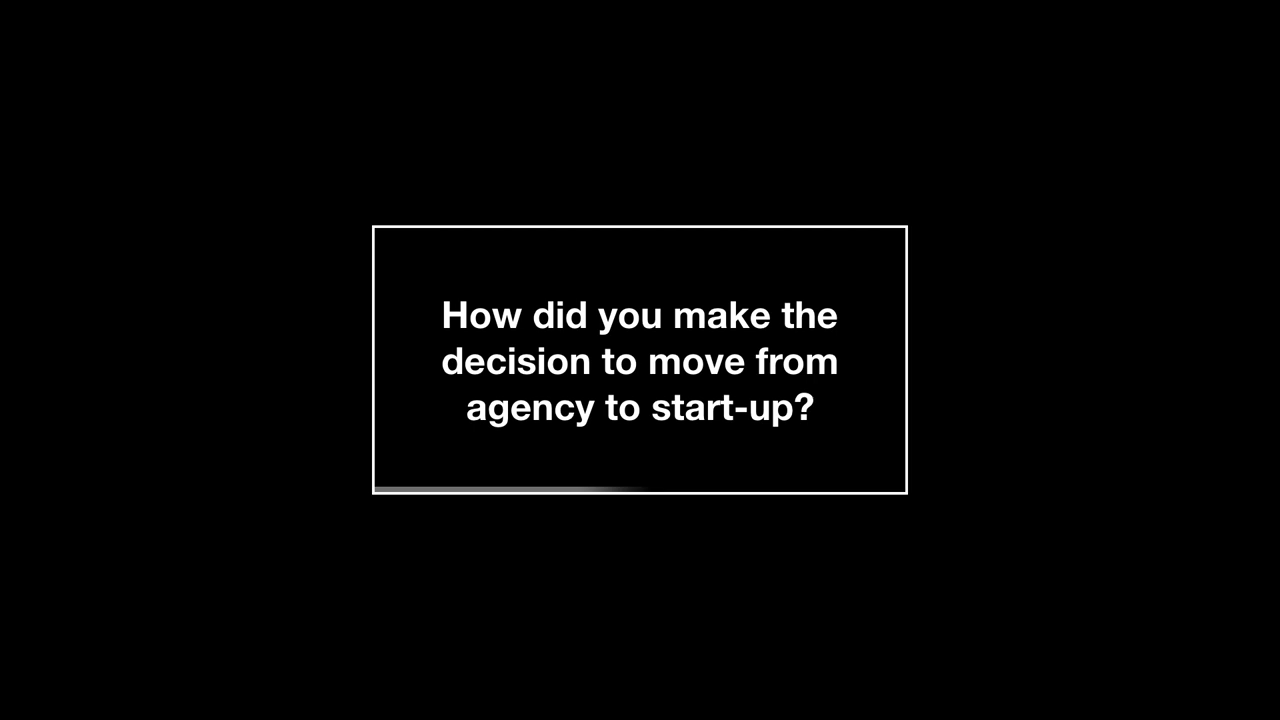 How did you make the
decision to move from
agency to start-up?